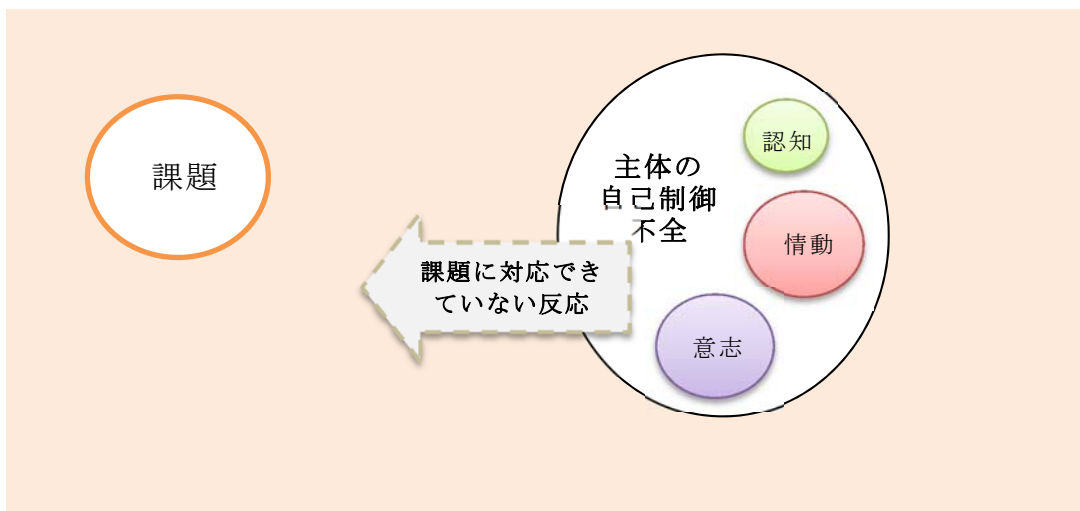 課題
主体の
自己制御
不全
認知
情動
意志
課題に対応でき
ていない反応